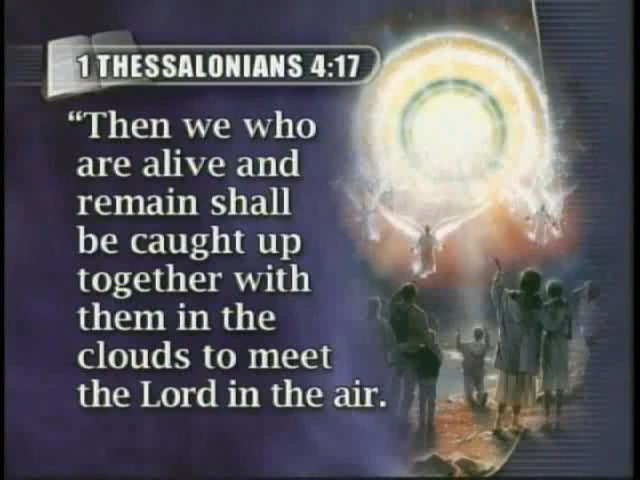 1 THESSALONIANS 4:17
“Then we who
are alive and
remain shall
be caught up
together with
them in the
clouds to meet
the Lord in the air.